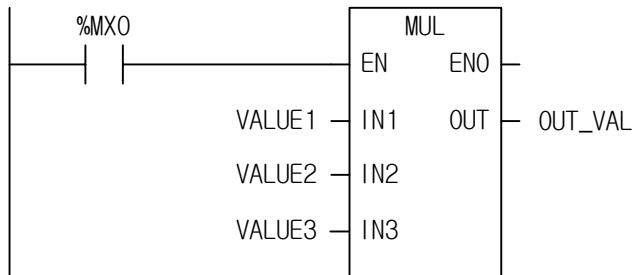 %MX0 MUL
EN ENO
VALUE1 IN1 OUT OUT_VAL
VALUE2 IN2
VALUE3 IN3